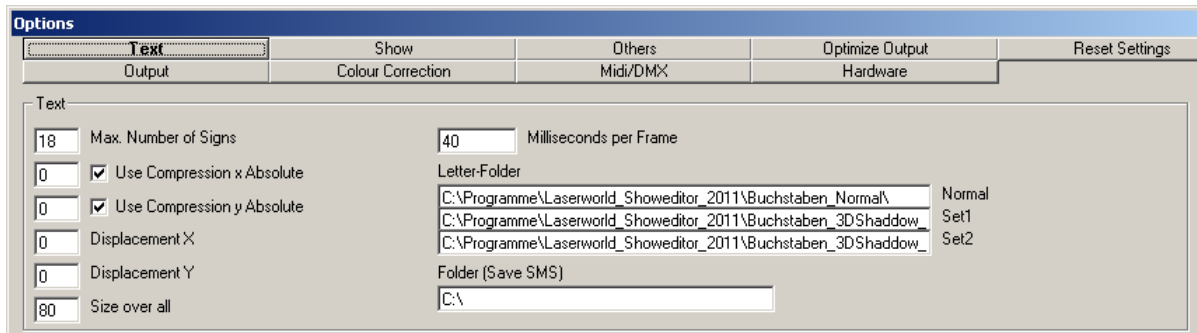 Options
Text Show Others Optimize Output Reset Settings
Output Colour Correction Midi/DMX Hardware
Text
18 Max. Number of Signs 40 Milliseconds per Frame
0 Use Compression x Absolute Letter-Folder
C:\Programme\Laserworld_Showeditor_2011\Buchstaben_Normal\ Normal
0 Use Compression y Absolute C:\Programme\Laserworld_Showeditor_2011\Buchstaben_3DShaddow_ Set1
0 Displacement X C:\Programme\Laserworld_Showeditor_2011\Buchstaben_3DShaddow_ Set2
0 Displacement Y Folder (Save SMS)
80 Size over all C:\